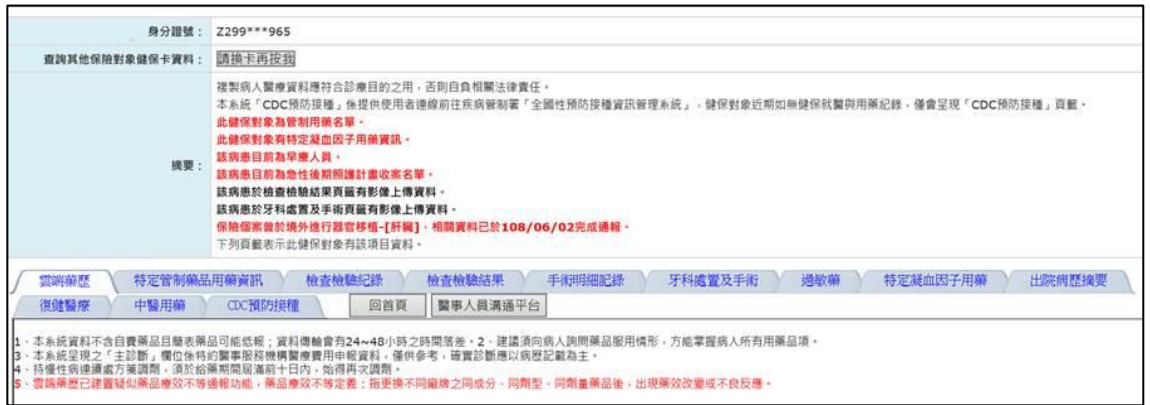 身分證號： Z299***965
查詢其他保險對象健保卡資料： 請換卡再按我
摘要：
複製病人醫療資料應符合診療目的之用，否則自負相關法律責任。
本系統「CDC預防接種」係提供使用者連線前往疾病管制署「全國性預防接種資訊管理系統」，健保對象近期如無健保就醫與用藥紀錄，僅會呈現「CDC預防接種」頁籤。
此健保對象為管制用藥名單。
此健保對象有特定凝血因子用藥資訊。
該病患目前為早療人員。
該病患目前為急性後期照護計畫收案名單。
該病患於檢查檢驗結果頁籤有影像上傳資料。
該病患於牙科處置及手術頁籤有影像上傳資料。
保險個案曾於境外進行器官移植-[肝臟]，相關資料已於108/06/02完成通報。
下列頁籤表示此健保對象有該項目資料。
雲端藥歷 特定管制藥品用藥資訊 檢查檢驗紀錄 檢查檢驗結果 手術明細記錄 牙科處置及手術 過敏藥 特定凝血因子用藥 出院病歷摘要
復健醫療 中醫用藥 CDC預防接種 回首頁 醫事人員溝通平台
1、本系統資料不含自費藥品且簡表藥品可能低報；資料傳輸會有24~48小時之時間落差。2、建議須向病人詢問藥品服用情形，方能掌握病人所有用藥品項。
3、本系統呈現之「主診斷」欄位係特約醫事服務機構醫療費用申報資料，僅供參考，確實診斷應以病歷記載為主。
4、持慢性病連續處方箋調劑，須於給藥期間屆滿前十日內，始得再次調劑。
5、雲端藥歷已建置疑似藥品療效不等通報功能，藥品療效不等定義：指更換不同廠牌之同成分、同劑型、同劑量藥品後，出現藥效改變或不良反應。